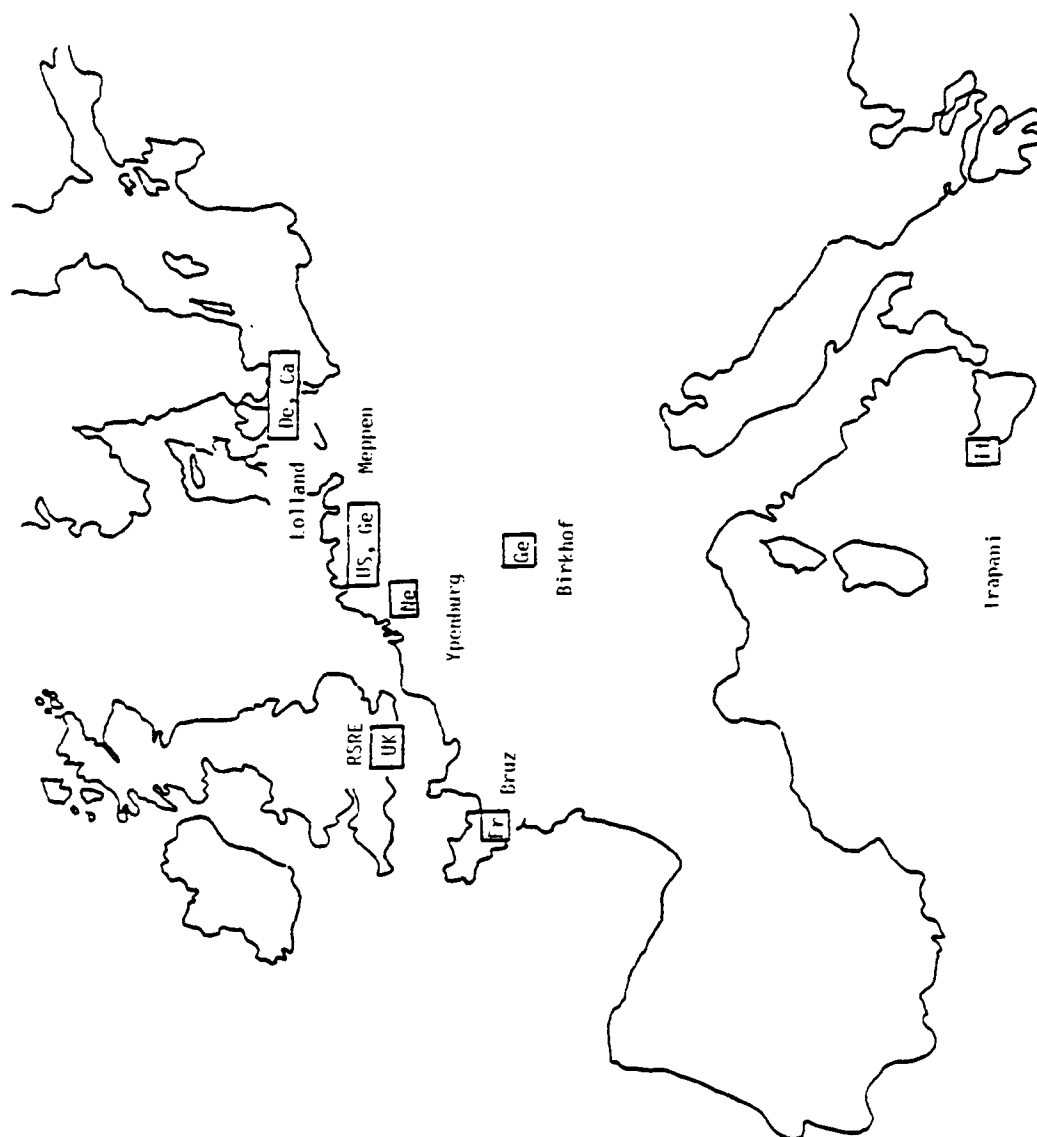 De, Ca
Lolland
Meppen
US, Ge
Ne
Ypenburg
Ge
Birkhof
RSRE
UK
Bruz
Fr
It
Trapani